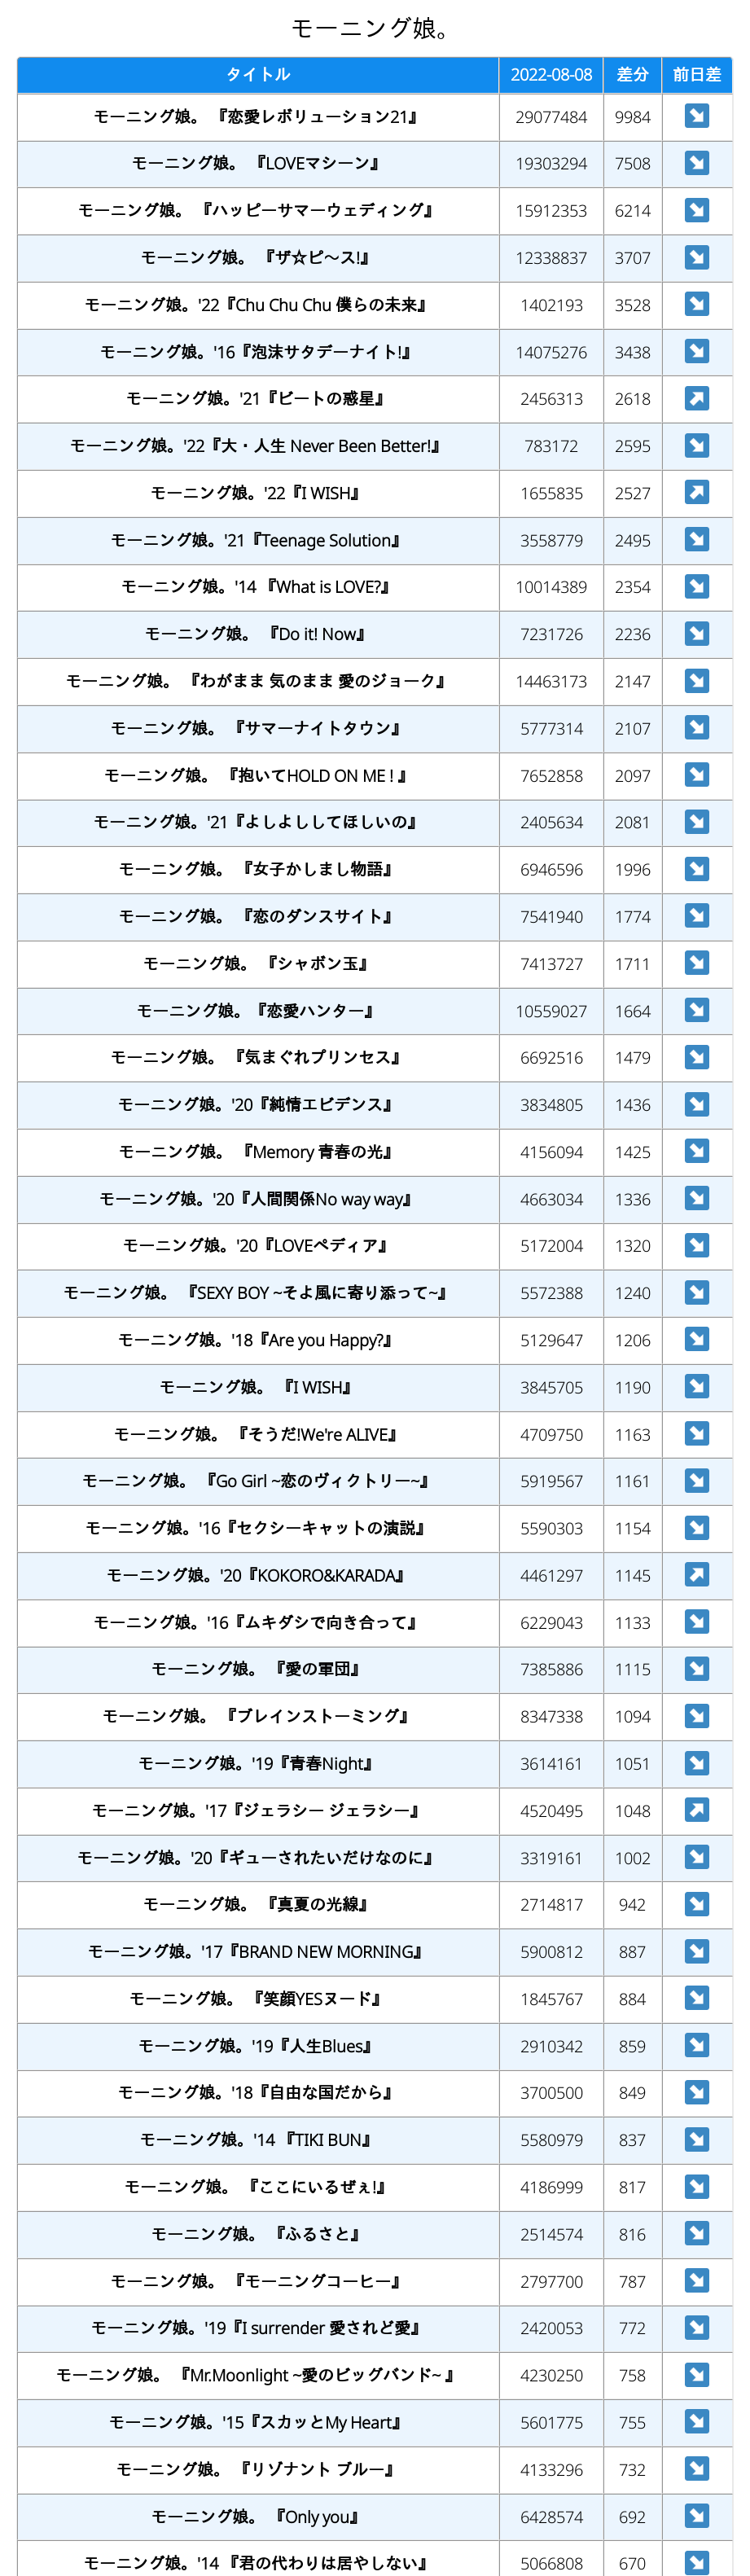 モーニング娘。
タイトル 2022-08-08 差分 前日差
モーニング娘。 『恋愛レボリューション21』 29077484 9984 ↘
モーニング娘。 『LOVEマシーン』 19303294 7508 ↘
モーニング娘。 『ハッピーサマーウェディング』 15912353 6214 ↘
モーニング娘。 『ザ☆ピ〜ス!』 12338837 3707 ↘
モーニング娘。'22『Chu Chu Chu 僕らの未来』 1402193 3528 ↘
モーニング娘。'16『泡沫サタデーナイト!』 14075276 3438 ↘
モーニング娘。'21『ビートの惑星』 2456313 2618 ↗
モーニング娘。'22『大・人生 Never Been Better!』 783172 2595 ↘
モーニング娘。'22『I WISH』 1655835 2527 ↗
モーニング娘。'21『Teenage Solution』 3558779 2495 ↘
モーニング娘。'14 『What is LOVE?』 10014389 2354 ↘
モーニング娘。 『Do it! Now』 7231726 2236 ↘
モーニング娘。 『わがまま 気のまま 愛のジョーク』 14463173 2147 ↘
モーニング娘。 『サマーナイトタウン』 5777314 2107 ↘
モーニング娘。 『抱いてHOLD ON ME ! 』 7652858 2097 ↘
モーニング娘。'21『よしよししてほしいの』 2405634 2081 ↘
モーニング娘。 『女子かしまし物語』 6946596 1996 ↘
モーニング娘。 『恋のダンスサイト』 7541940 1774 ↘
モーニング娘。 『シャボン玉』 7413727 1711 ↘
モーニング娘。『恋愛ハンター』 10559027 1664 ↘
モーニング娘。 『気まぐれプリンセス』 6692516 1479 ↘
モーニング娘。'20『純情エビデンス』 3834805 1436 ↘
モーニング娘。 『Memory 青春の光』 4156094 1425 ↘
モーニング娘。'20『人間関係No way way』 4663034 1336 ↘
モーニング娘。'20『LOVEペディア』 5172004 1320 ↘
モーニング娘。 『SEXY BOY ~そよ風に寄り添って~』 5572388 1240 ↘
モーニング娘。'18『Are you Happy?』 5129647 1206 ↘
モーニング娘。 『I WISH』 3845705 1190 ↘
モーニング娘。 『そうだ!We're ALIVE』 4709750 1163 ↘
モーニング娘。 『Go Girl ~恋のヴィクトリー~』 5919567 1161 ↘
モーニング娘。'16『セクシーキャットの演説』 5590303 1154 ↘
モーニング娘。'20『KOKORO&KARADA』 4461297 1145 ↗
モーニング娘。'16『ムキダシで向き合って』 6229043 1133 ↘
モーニング娘。 『愛の軍団』 7385886 1115 ↘
モーニング娘。 『ブレインストーミング』 8347338 1094 ↘
モーニング娘。'19『青春Night』 3614161 1051 ↘
モーニング娘。'17『ジェラシー ジェラシー』 4520495 1048 ↗
モーニング娘。'20『ギューされたいだけなのに』 3319161 1002 ↘
モーニング娘。 『真夏の光線』 2714817 942 ↘
モーニング娘。'17『BRAND NEW MORNING』 5900812 887 ↘
モーニング娘。 『笑顔YESヌード』 1845767 884 ↘
モーニング娘。'19『人生Blues』 2910342 859 ↘
モーニング娘。'18『自由な国だから』 3700500 849 ↘
モーニング娘。'14 『TIKI BUN』 5580979 837 ↘
モーニング娘。 『ここにいるぜぇ!』 4186999 817 ↘
モーニング娘。 『ふるさと』 2514574 816 ↘
モーニング娘。 『モーニングコーヒー』 2797700 787 ↘
モーニング娘。'19『I surrender 愛されど愛』 2420053 772 ↘
モーニング娘。 『Mr.Moonlight ~愛のビッグバンド~ 』 4230250 758 ↘
モーニング娘。'15『スカッとMy Heart』 5601775 755 ↘
モーニング娘。 『リゾナント ブルー』 4133296 732 ↘
モーニング娘。 『Only you』 6428574 692 ↘
モーニング娘。'14 『君の代わりは居やしない』 5066808 670 ↘